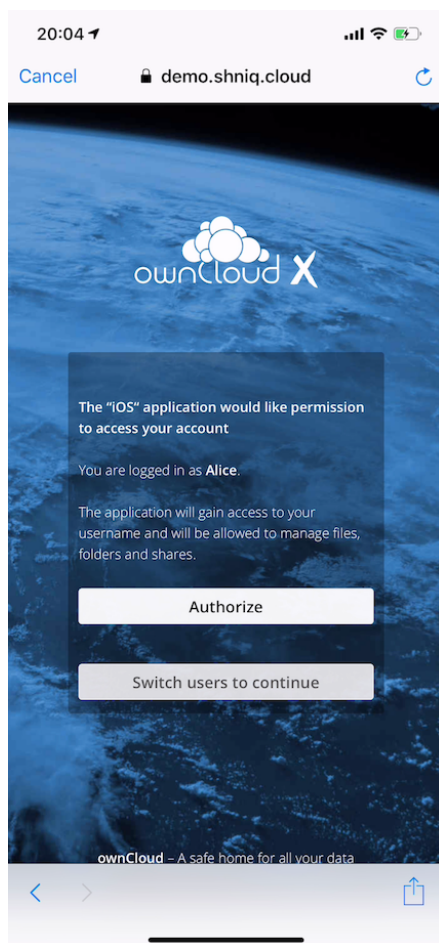 20:04
Cancel
demo.shniq.cloud
ownCloud X
The “iOS“ application would like permission
to access your account
You are logged in as Alice.
The application will gain access to your
username and will be allowed to manage files,
folders and shares.
Authorize
Switch users to continue
ownCloud – A safe home for all your data